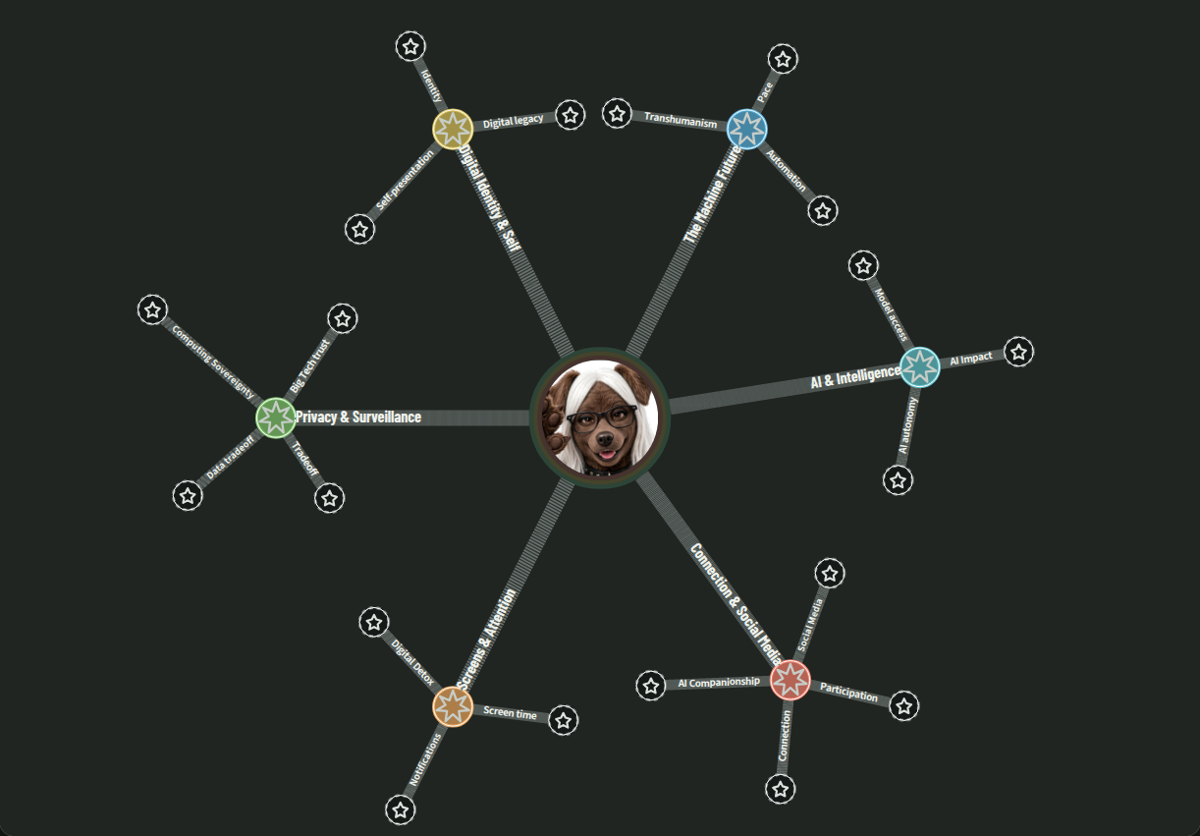 Identity
Digital legacy
Self-presentation
Digital Identity & Self
Transhumanism
Pace
Automation
The Machine Future
Model access
AI Impact
AI autonomy
AI & Intelligence
Computing Sovereignty
Big Tech trust
Data tradeoff
Tradeoff
Privacy & Surveillance
Digital Detox
Screen time
Notifications
Screens & Attention
Social Media
AI Companionship
Participation
Connection
Connection & Social Media